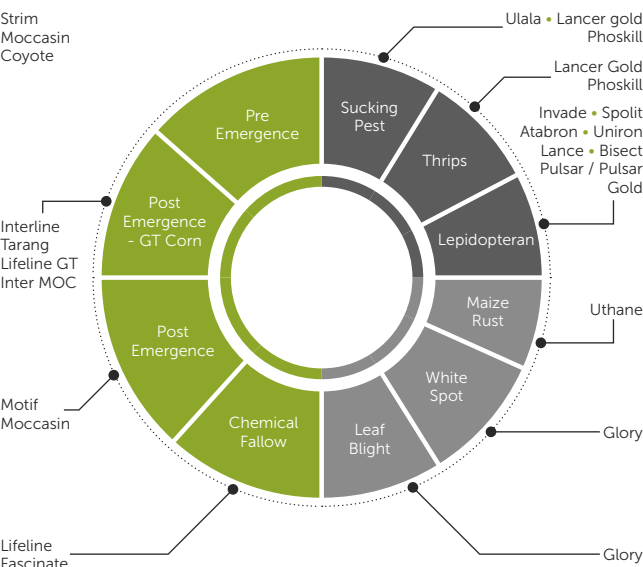 Strim
Moccasin
Coyote
Ulala • Lancer gold
Phoskill
Lancer Gold
Phoskill
Invade • Spolit
Atabron • Uniron
Lance • Bisect
Pulsar / Pulsar
Gold
Pre
Emergence
Sucking
Pest
Thrips
Lepidopteran
Post
Emergence
- GT Corn
Interline
Tarang
Lifeline GT
Inter MOC
Maize
Rust
Uthane
Post
Emergence
White
Spot
Motif
Moccasin
Chemical
Fallow
Leaf
Blight
Glory
Lifeline
Fascinate
Glory